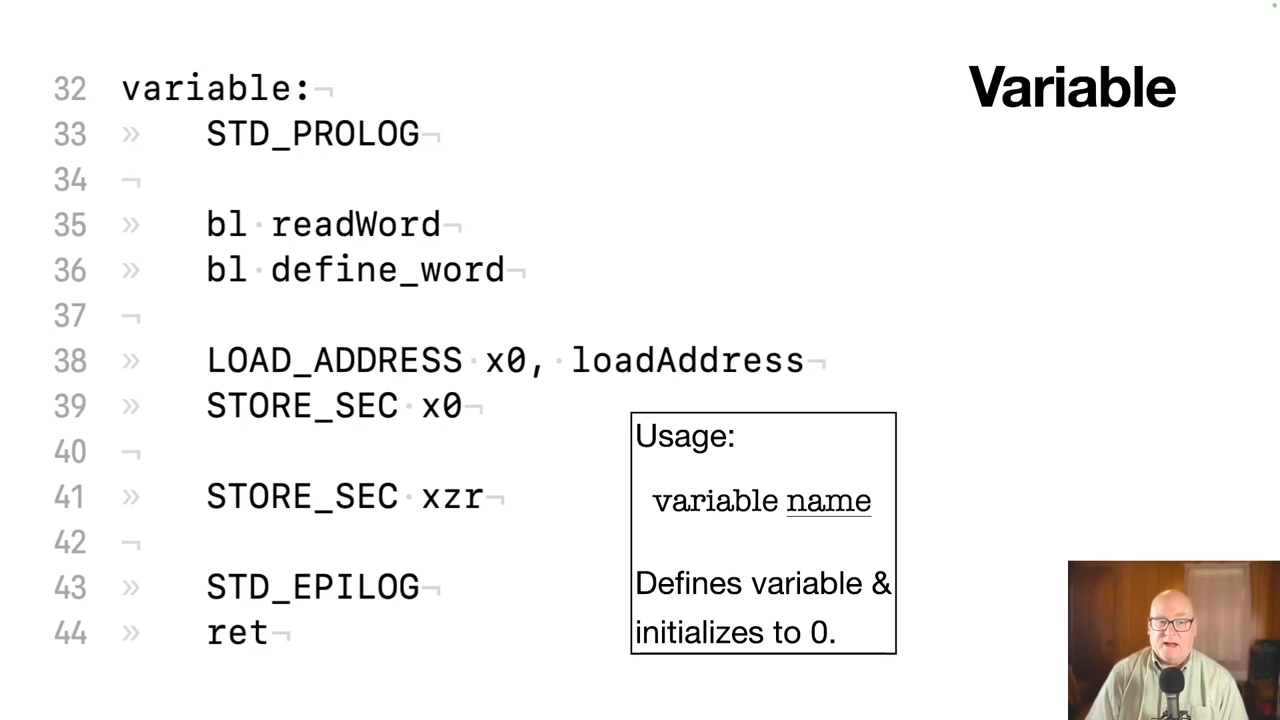 Variable
32 variable:¬
33 » STD_PROLOG¬
34 ¬
35 » bl·readWord¬
36 » bl·define_word¬
37 ¬
38 » LOAD_ADDRESS·x0,·loadAddress¬
39 » STORE_SEC·x0¬
40 ¬
41 » STORE_SEC·xzr¬
42 ¬
43 » STD_EPILOG¬
44 » ret¬
Usage:
variable name
Defines variable &
initializes to 0.